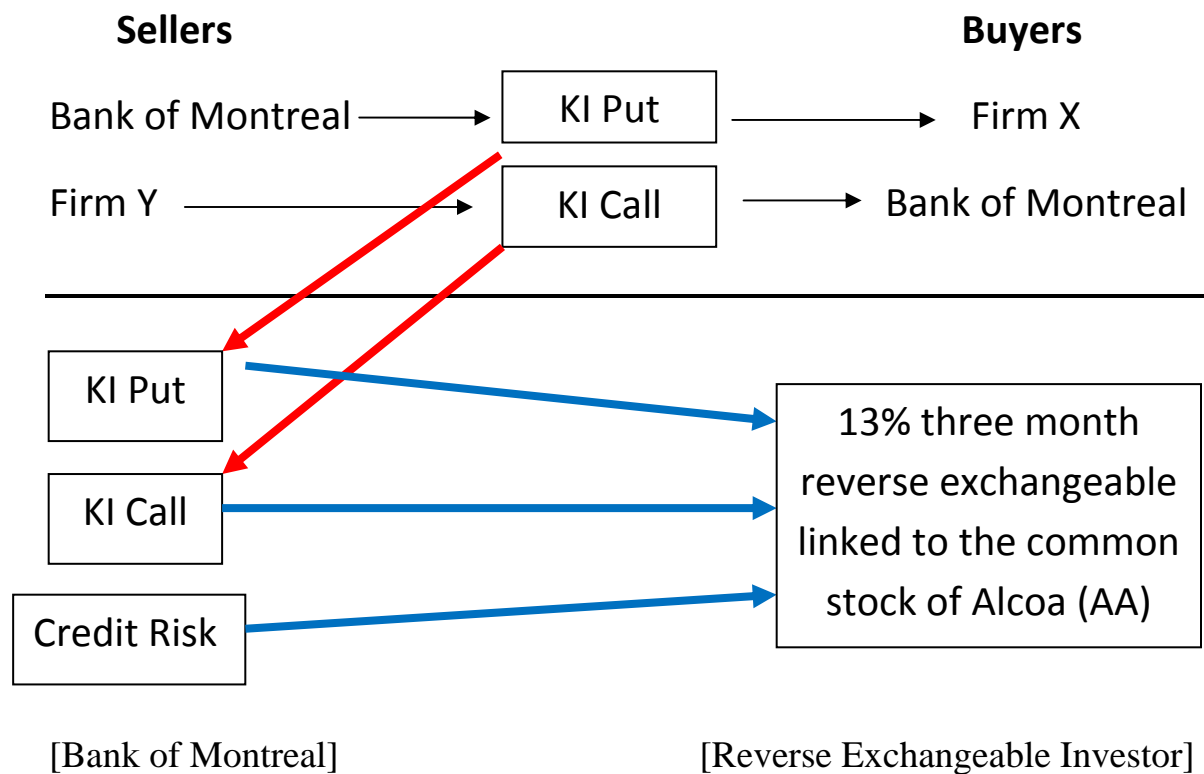 Sellers
Buyers
Bank of Montreal
KI Put
Firm X
Firm Y
KI Call
Bank of Montreal
KI Put
KI Call
Credit Risk
13% three month
reverse exchangeable
linked to the common
stock of Alcoa (AA)
[Bank of Montreal]
[Reverse Exchangeable Investor]